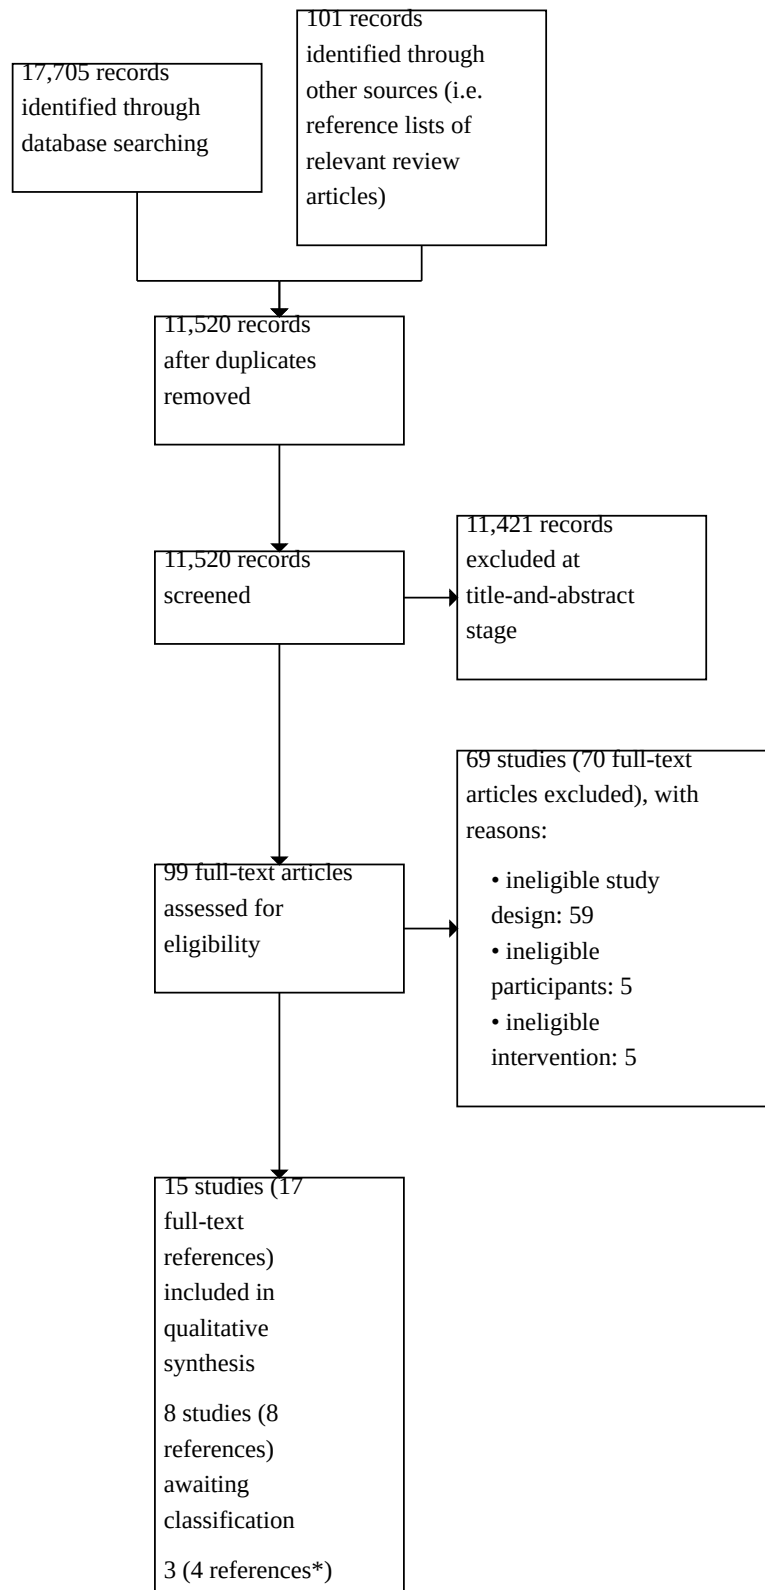 17,705 records
identified through
database searching
101 records
identified through
other sources (i.e.
reference lists of
relevant review
articles)
11,520 records
after duplicates
removed
11,520 records
screened
11,421 records
excluded at
title-and-abstract
stage
99 full-text articles
assessed for
eligibility
69 studies (70 full-text
articles excluded), with
reasons:
• ineligible study
design: 59
• ineligible
participants: 5
• ineligible
intervention: 5
15 studies (17
full-text
references)
included in
qualitative
synthesis
8 studies (8
references)
awaiting
classification
3 (4 references*)